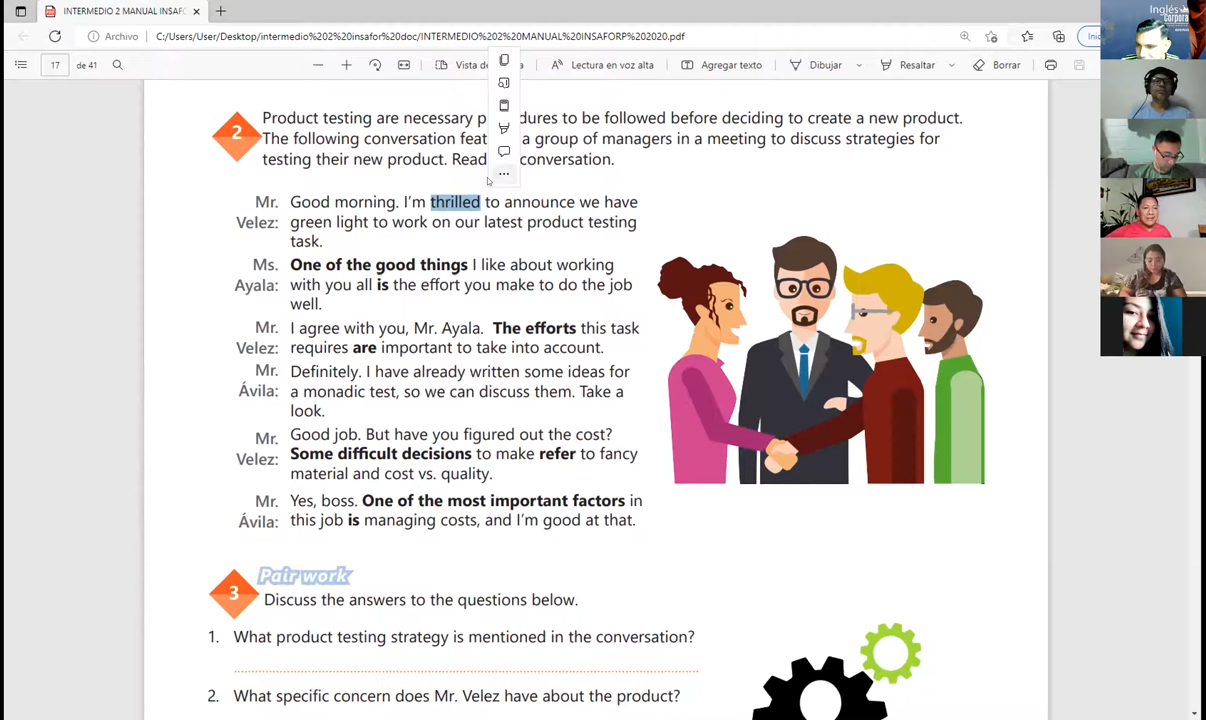 INTERMEDIO 2 MANUAL INSAFO
Archivo
C:/Users/User/Desktop/intermedio%202%20insafor%20doc/INTERMEDIO%202%20MANUAL%20INSAFORP%202020.pdf
17 de 41
Vista de
Lectura en voz alta
Agregar texto
Dibujar
Resaltar
Borrar
Inglés
Corpora
2
Product testing are necessary p dures to be followed before deciding to create a new product.
The following conversation feat a group of managers in a meeting to discuss strategies for
testing their new product. Read conversation.
Mr. Good morning. I'm thrilled to announce we have
Velez: green light to work on our latest product testing
task.
Ms. One of the good things I like about working
Ayala: with you all is the effort you make to do the job
well.
Mr. I agree with you, Mr. Ayala. The efforts this task
Velez: requires are important to take into account.
Mr. Definitely. I have already written some ideas for
Ávila: a monadic test, so we can discuss them. Take a
look.
Mr. Good job. But have you figured out the cost?
Velez: Some difficult decisions to make refer to fancy
material and cost vs. quality.
Mr. Yes, boss. One of the most important factors in
Ávila: this job is managing costs, and I'm good at that.
Pair work
3
Discuss the answers to the questions below.
1. What product testing strategy is mentioned in the conversation?
2. What specific concern does Mr. Velez have about the product?